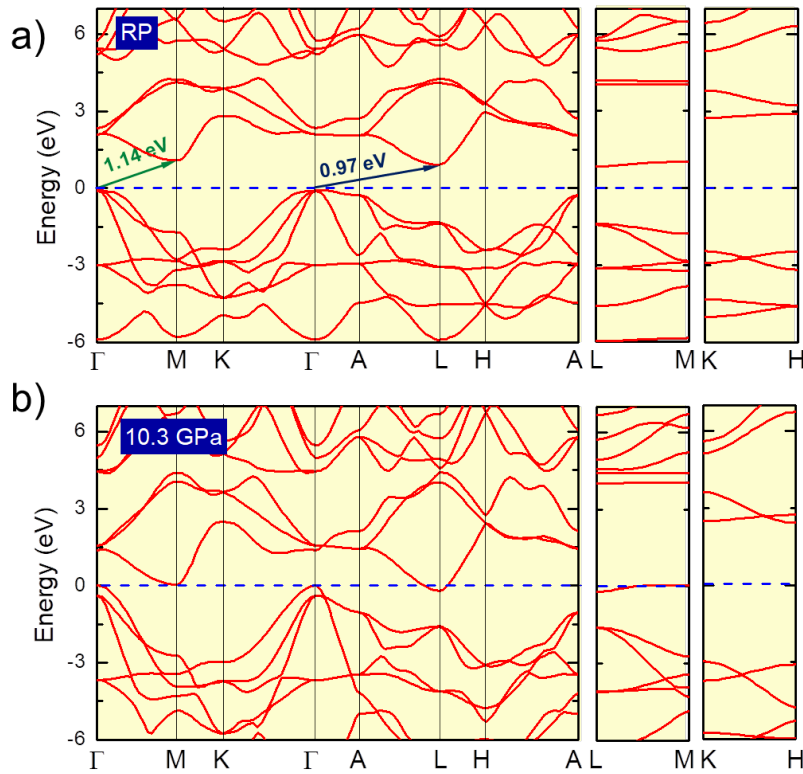 a)
RP
6
3
0
-3
-6
Energy (eV)
1.14 eV
0.97 eV
Γ M K Γ A L H A L M K H
b)
10.3 GPa
6
3
0
-3
-6
Energy (eV)
Γ M K Γ A L H A L M K H